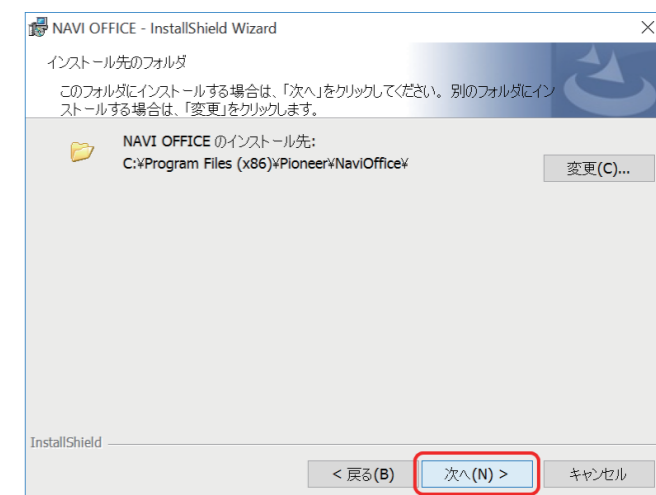 NAVI OFFICE - InstallShield Wizard
インストール先のフォルダ
このフォルダにインストールする場合は、「次へ」をクリックしてください。別のフォルダにイン
ストールする場合は、「変更」をクリックします。
NAVI OFFICE のインストール先:
C:¥Program Files (x86)¥Pioneer¥NaviOffice¥
変更(C)...
InstallShield
< 戻る(B)
次へ(N) >
キャンセル